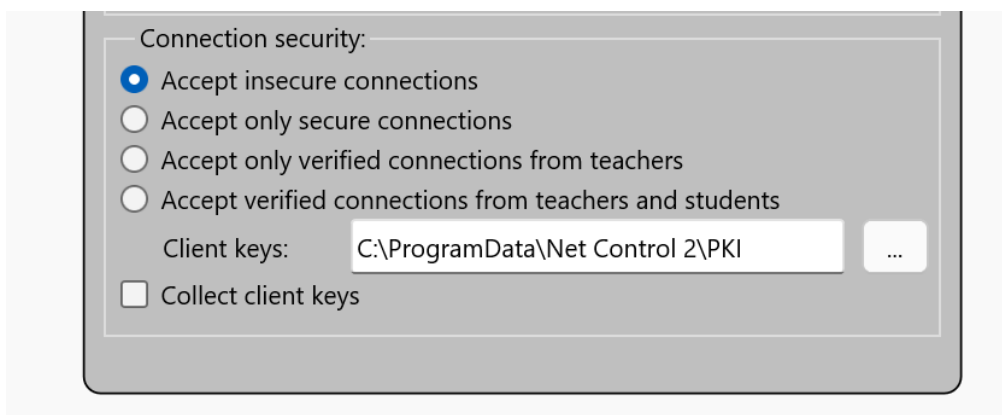 Connection security:
Accept insecure connections
Accept only secure connections
Accept only verified connections from teachers
Accept verified connections from teachers and students
Client keys: C:\ProgramData\Net Control 2\PKI ...
Collect client keys